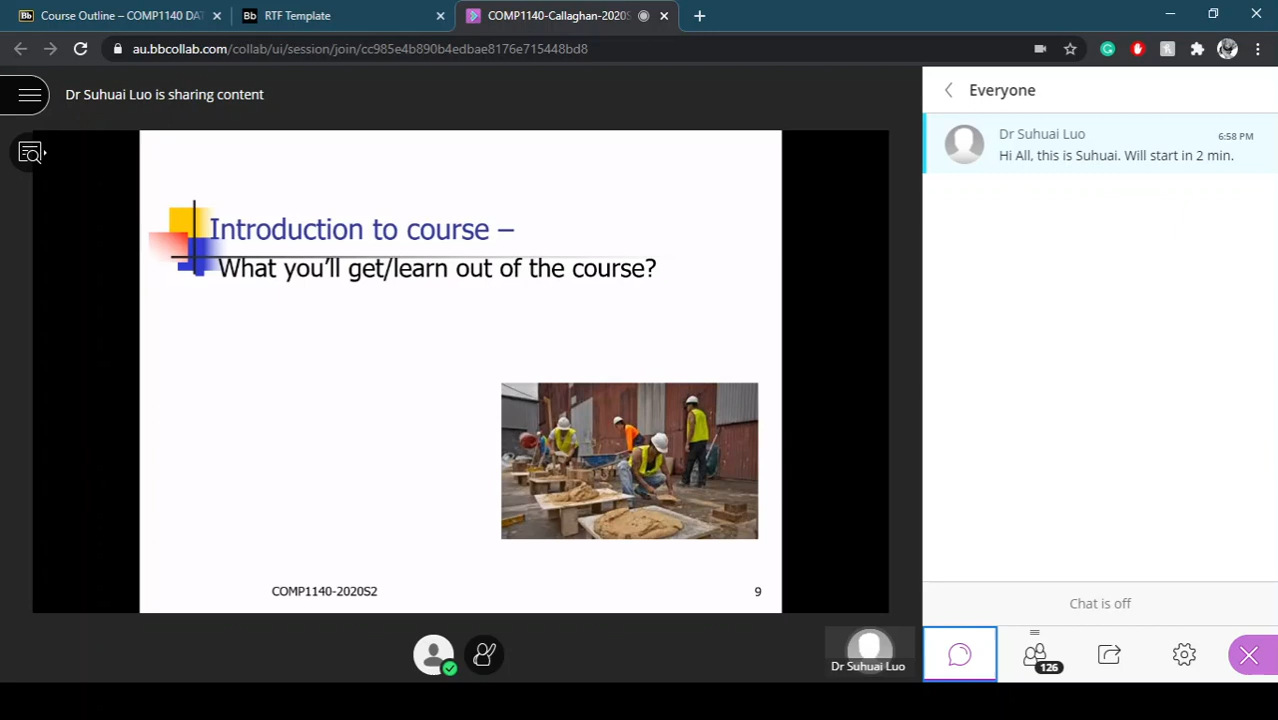 Course Outline – COMP1140 DAT
RTF Template
COMP1140-Callaghan-2020S
au.bbcollab.com/collab/ui/session/join/cc985e4b890b4edbae8176e715448bd8
Dr Suhuai Luo is sharing content
Introduction to course –
What you'll get/learn out of the course?
COMP1140-2020S2
9
Dr Suhuai Luo
Everyone
Dr Suhuai Luo
6:58 PM
Hi All, this is Suhuai. Will start in 2 min.
Chat is off
126